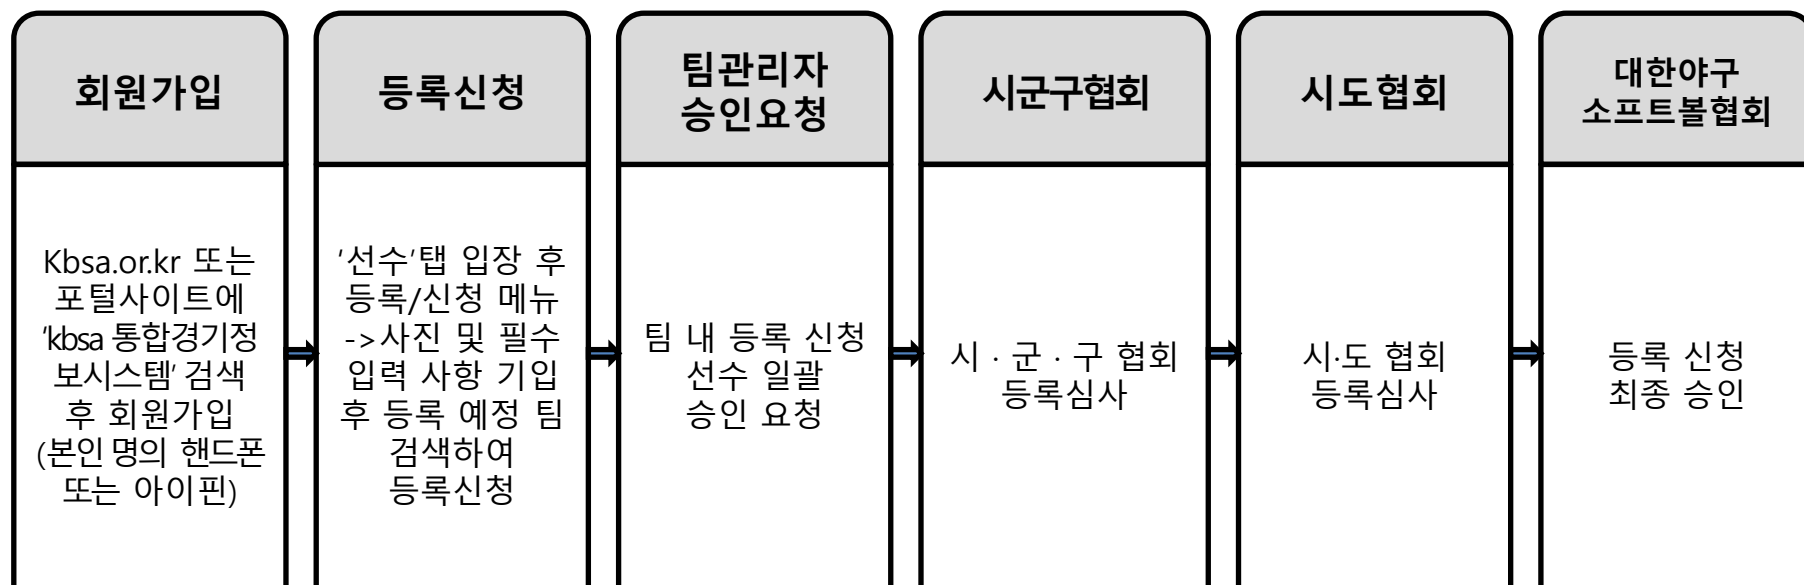 회원가입
Kbsa.or.kr 또는
포털사이트에
'kbsa 통합경기정
보시스템' 검색
후 회원가입
(본인 명의 핸드폰
또는 아이핀)
등록신청
'선수'탭 입장 후
등록/신청 메뉴
->사진 및 필수
입력 사항 기입
후 등록 예정 팀
검색하여
등록신청
팀관리자
승인요청
팀 내 등록 신청
선수 일괄
승인 요청
시군구협회
시 · 군 · 구 협회
등록심사
시도협회
시·도 협회
등록심사
대한야구
소프트볼협회
등록 신청
최종 승인